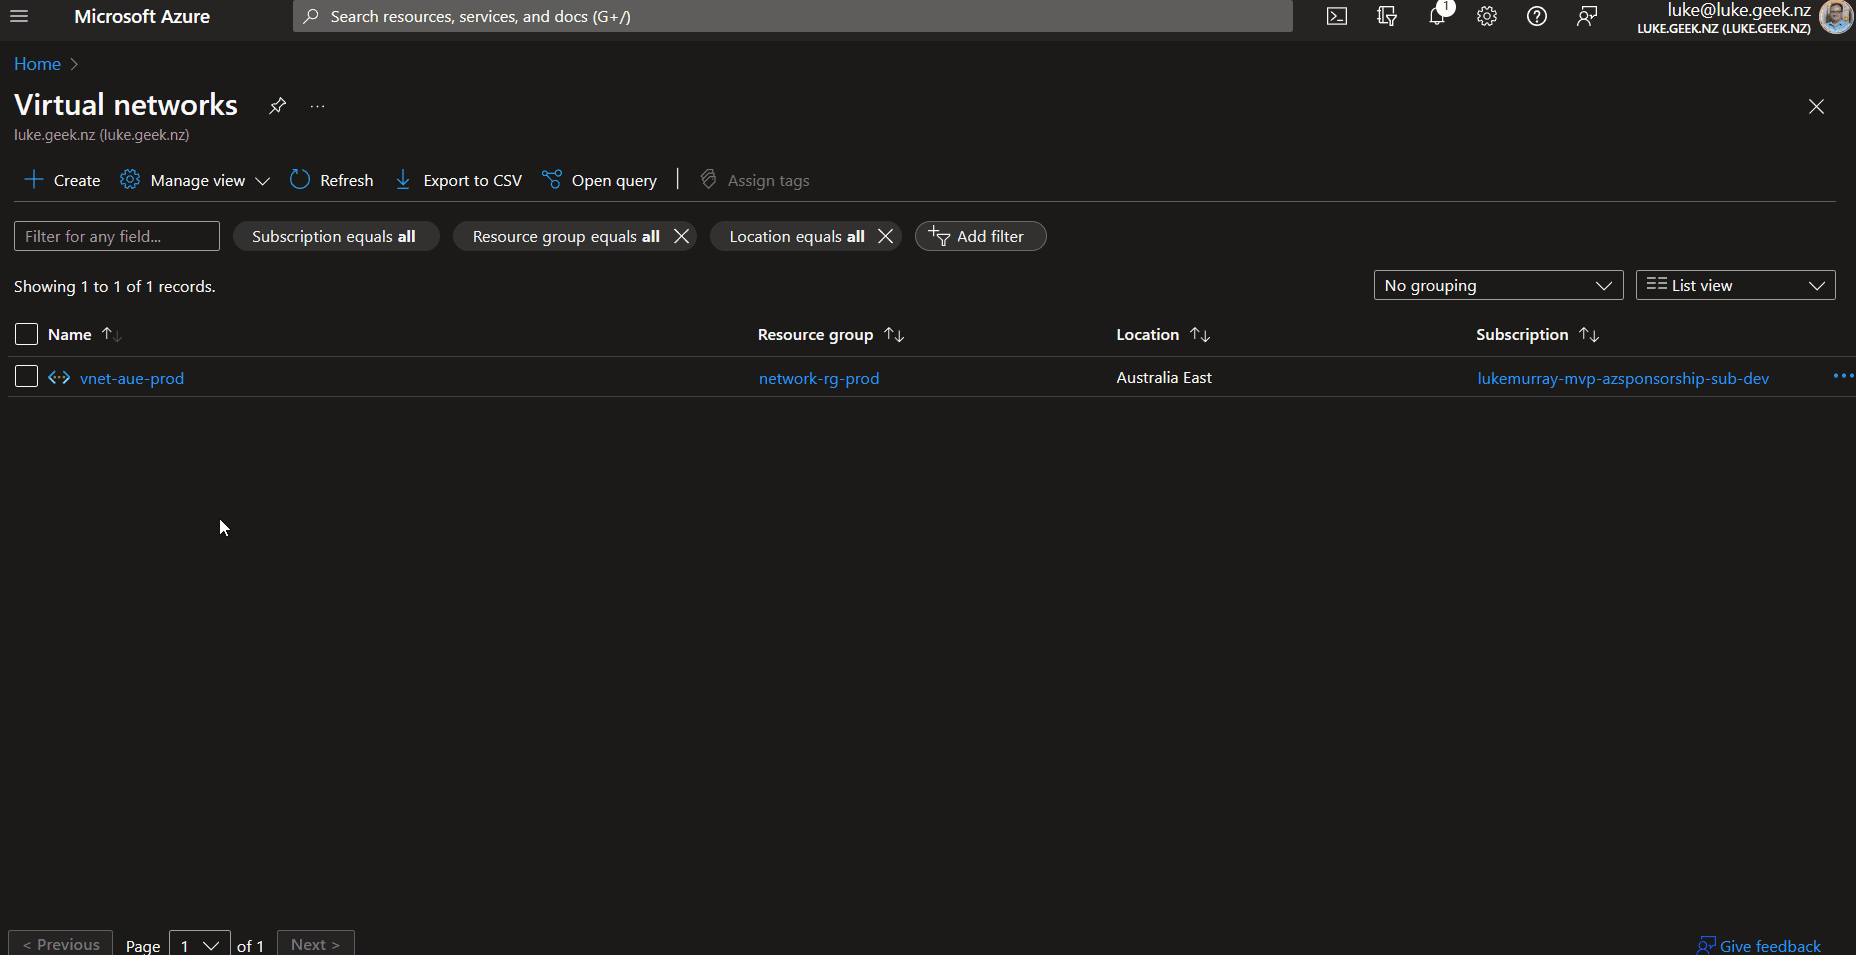 Microsoft Azure
Search resources, services, and docs (G+/)
1
luke@luke.geek.nz
LUKE.GEEK.NZ (LUKE.GEEK.NZ)
Home
Virtual networks
luke.geek.nz (luke.geek.nz)
Create Manage view Refresh Export to CSV Open query Assign tags
Filter for any field... Subscription equals all Resource group equals all Location equals all Add filter
Showing 1 to 1 of 1 records. No grouping List view
Name Resource group Location Subscription
vnet-aue-prod network-rg-prod Australia East lukemurray-mvp-azsponsorship-sub-dev
< Previous Page 1 of 1 Next > Give feedback